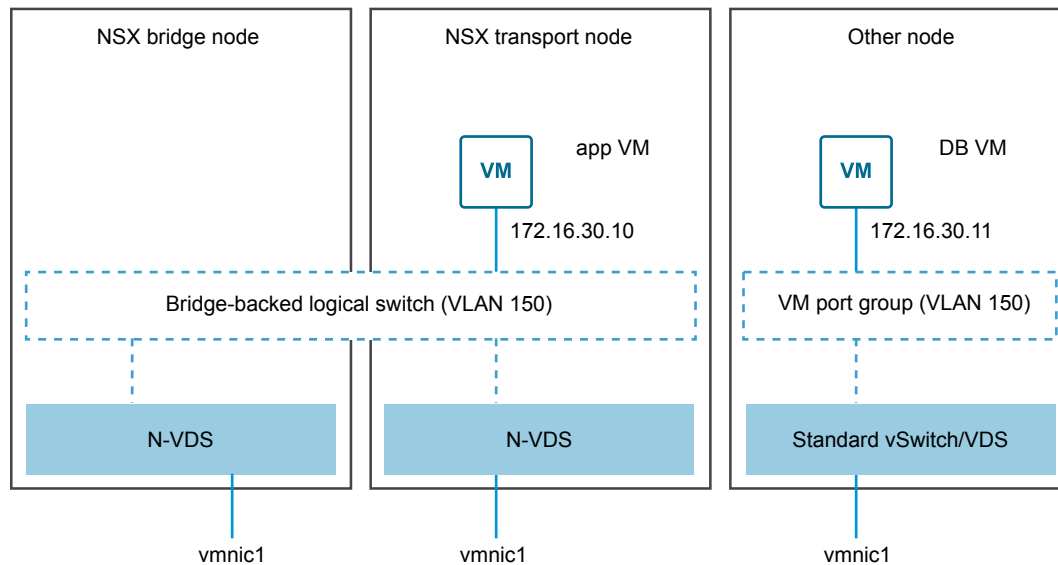 NSX bridge node
NSX transport node
Other node
app VM
DB VM
VM
VM
172.16.30.10
172.16.30.11
Bridge-backed logical switch (VLAN 150)
VM port group (VLAN 150)
N-VDS
N-VDS
Standard vSwitch/VDS
vmnic1
vmnic1
vmnic1